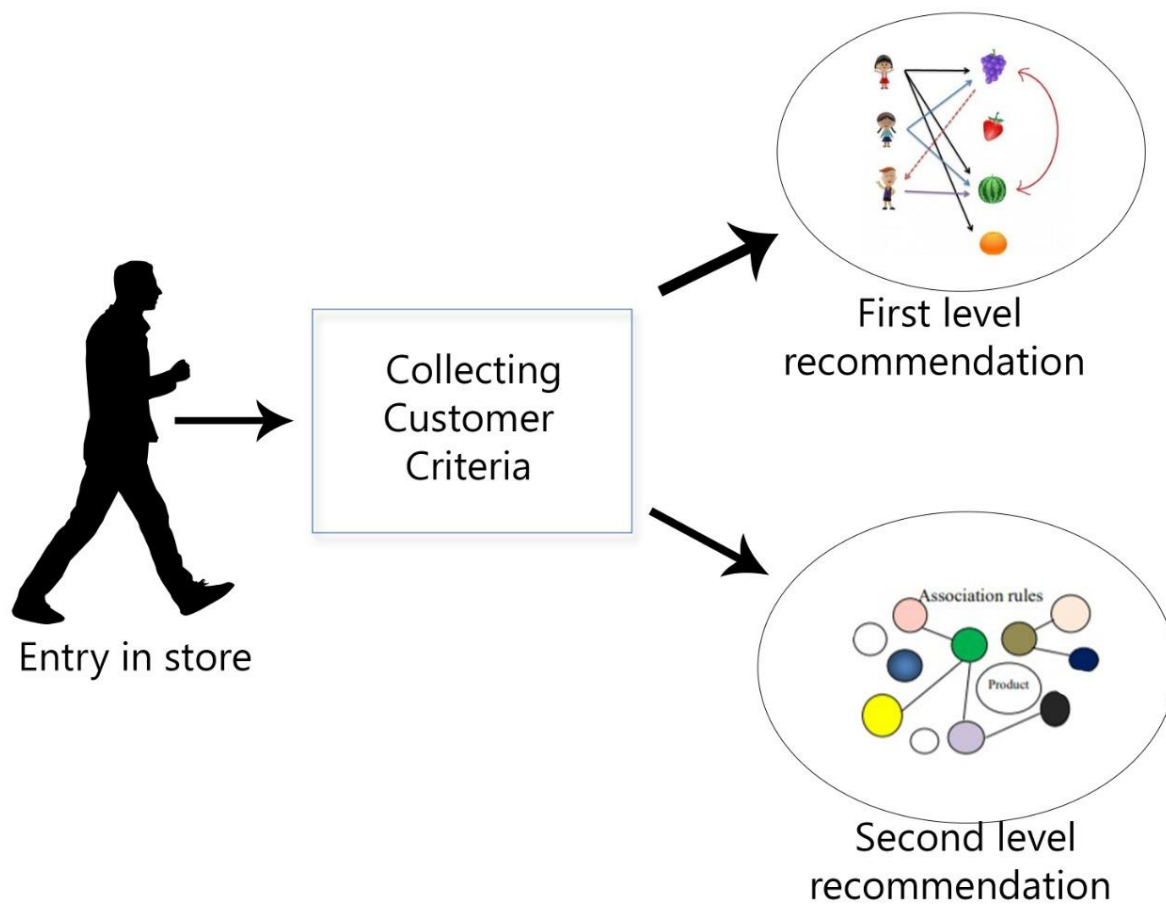 Entry in store
Collecting
Customer
Criteria
First level
recommendation
Association rules
Product
Second level
recommendation